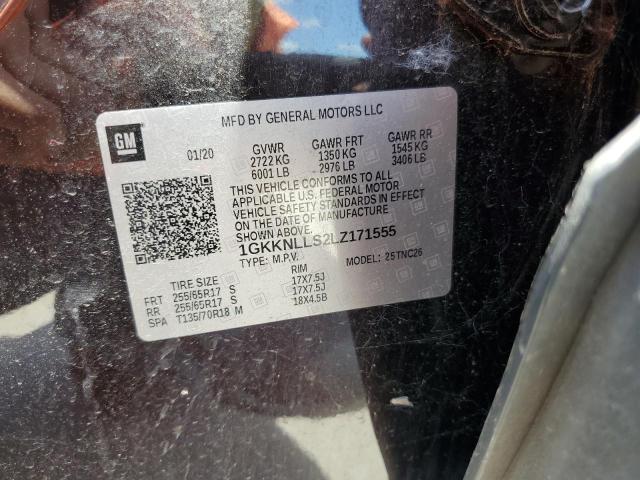 MFD BY GENERAL MOTORS LLC
GM
01/20 GVWR GAWR FRT GAWR RR
2722 KG 1350 KG 1545 KG
6001 LB 2976 LB 3406 LB
THIS VEHICLE CONFORMS TO ALL
APPLICABLE U.S. FEDERAL MOTOR
VEHICLE SAFETY STANDARDS IN
EFFECT ON THE DATE OF MANUFACTURE
SHOWN ABOVE.
1GKKNLLS2LZ171555
TYPE: M.P.V. MODEL: 25TNC26
TIRE SIZE RIM
FRT 255/65R17 S 17X7.5J
RR 255/65R17 S 17X7.5J
SPA T135/70R18 M 18X4.5B